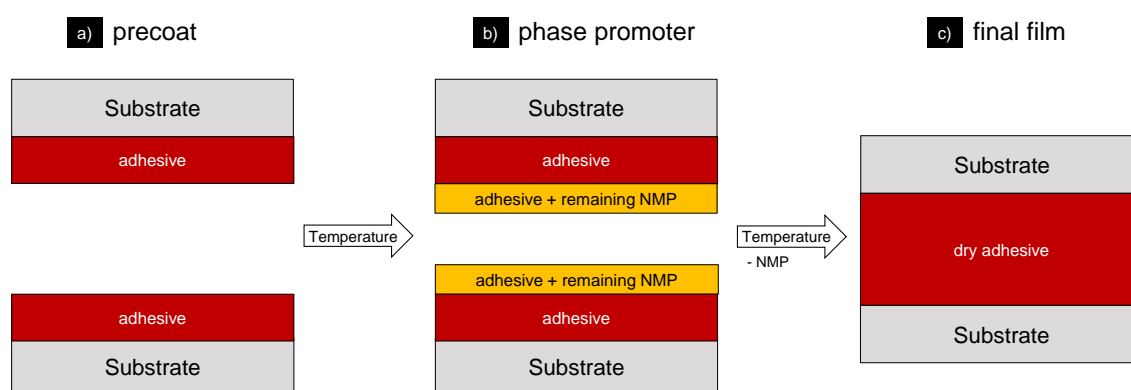 a) precoat
b) phase promoter
c) final film
Substrate
adhesive
adhesive
Substrate
Temperature
Substrate
adhesive
adhesive + remaining NMP
adhesive + remaining NMP
adhesive
Substrate
Temperature
- NMP
Substrate
dry adhesive
Substrate